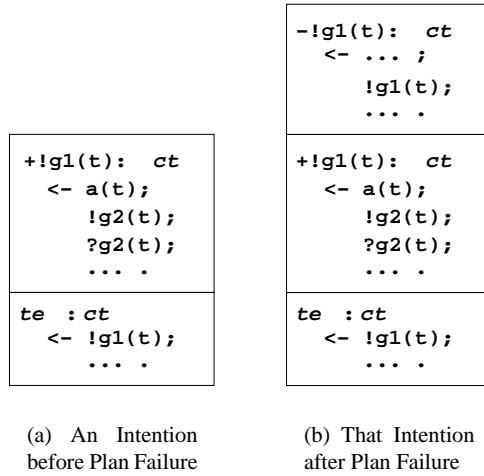 +!g1(t): ct
<- a(t);
!g2(t);
?g2(t);
... .
te : ct
<- !g1(t);
... .
(a) An Intention
before Plan Failure
-!g1(t): ct
<- ... ;
!g1(t);
... .
+!g1(t): ct
<- a(t);
!g2(t);
?g2(t);
... .
te : ct
<- !g1(t);
... .
(b) That Intention
after Plan Failure